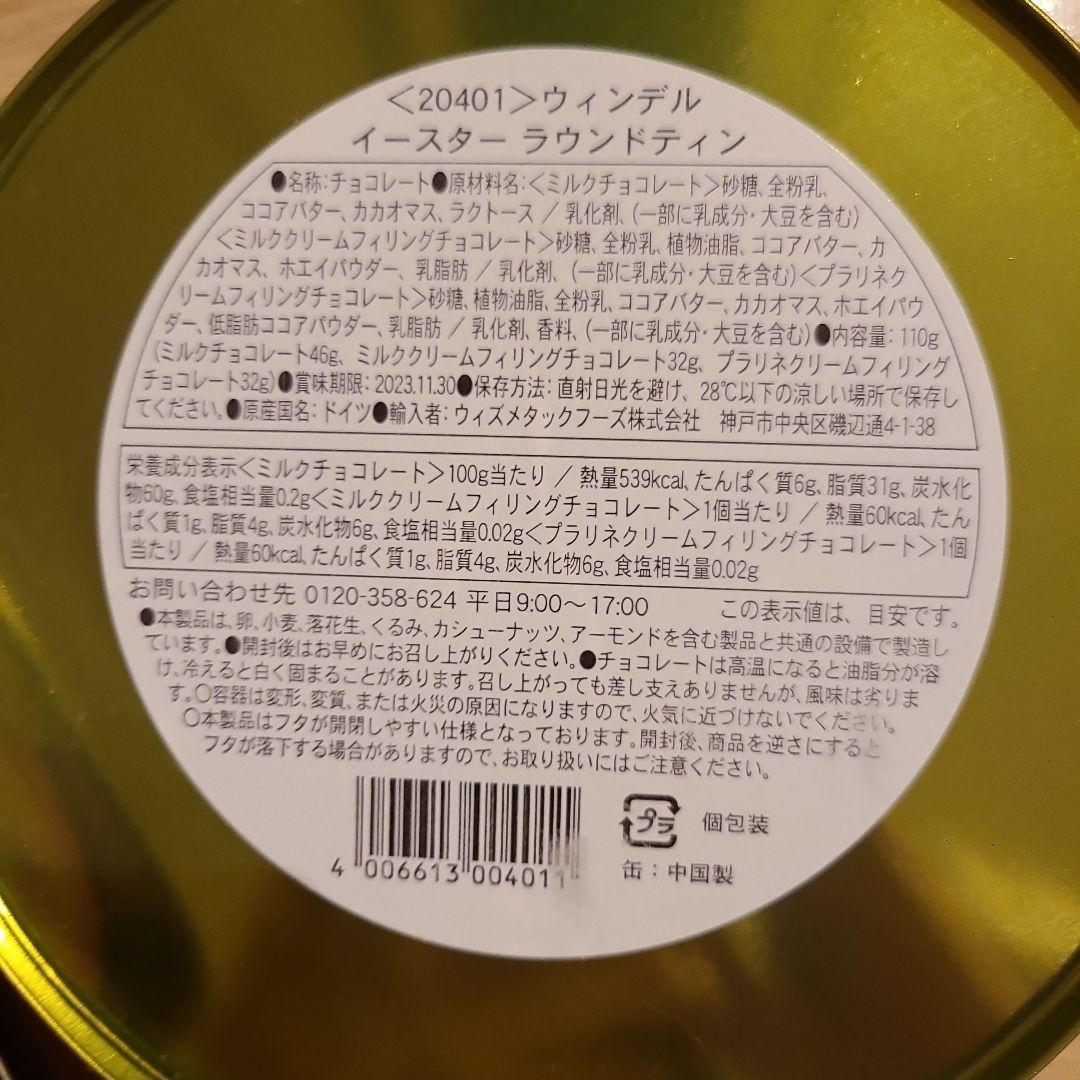 <20401>ウィンデル
イースター ラウンドティン
●名称:チョコレート●原材料名:<ミルクチョコレート>砂糖、全粉乳、
ココアバター、カカオマス、ラクトース / 乳化剤、(一部に乳成分・大豆を含む)
<ミルククリームフィリングチョコレート>砂糖、全粉乳、植物油脂、ココアバター、カ
カオマス、ホエイパウダー、乳脂肪 / 乳化剤、(一部に乳成分・大豆を含む)<プラリネク
リームフィリングチョコレート>砂糖、植物油脂、全粉乳、ココアバター、カカオマス、ホエイパウ
ダー、低脂肪ココアパウダー、乳脂肪 / 乳化剤、香料、(一部に乳成分・大豆を含む)●内容量: 110g
(ミルクチョコレート46g、ミルククリームフィリングチョコレート32g、プラリネクリームフィリング
チョコレート32g)●賞味期限: 2023.11.30●保存方法: 直射日光を避け、28℃以下の涼しい場所で保存し
てください。●原産国名: ドイツ●輸入者: ウィズメタックフーズ株式会社 神戸市中央区磯辺通4-1-38
栄養成分表示<ミルクチョコレート>100g当たり / 熱量539kcal、たんぱく質6g、脂質31g、炭水化
物60g、食塩相当量0.2g<ミルククリームフィリングチョコレート>1個当たり / 熱量60kcal、たん
ぱく質1g、脂質4g、炭水化物6g、食塩相当量0.02g<プラリネクリームフィリングチョコレート>1個
当たり / 熱量60kcal、たんぱく質1g、脂質4g、炭水化物6g、食塩相当量0.02g
お問い合わせ先 0120-358-624 平日9:00〜17:00 この表示値は、目安です。
●本製品は、卵、小麦、落花生、くるみ、カシューナッツ、アーモンドを含む製品と共通の設備で製造し
ています。●開封後はお早めにお召し上がりください。●チョコレートは高温になると油脂分が溶
け、冷えると白く固まることがあります。召し上がっても差し支えありませんが、風味は劣りま
す。○容器は変形、変質、または火災の原因になりますので、火気に近づけないでください。
○本製品はフタが開閉しやすい仕様となっております。開封後、商品を逆さにすると
フタが落下する場合がありますので、お取り扱いにはご注意ください。
プラ 個包装
缶:中国製
4 006613 004011